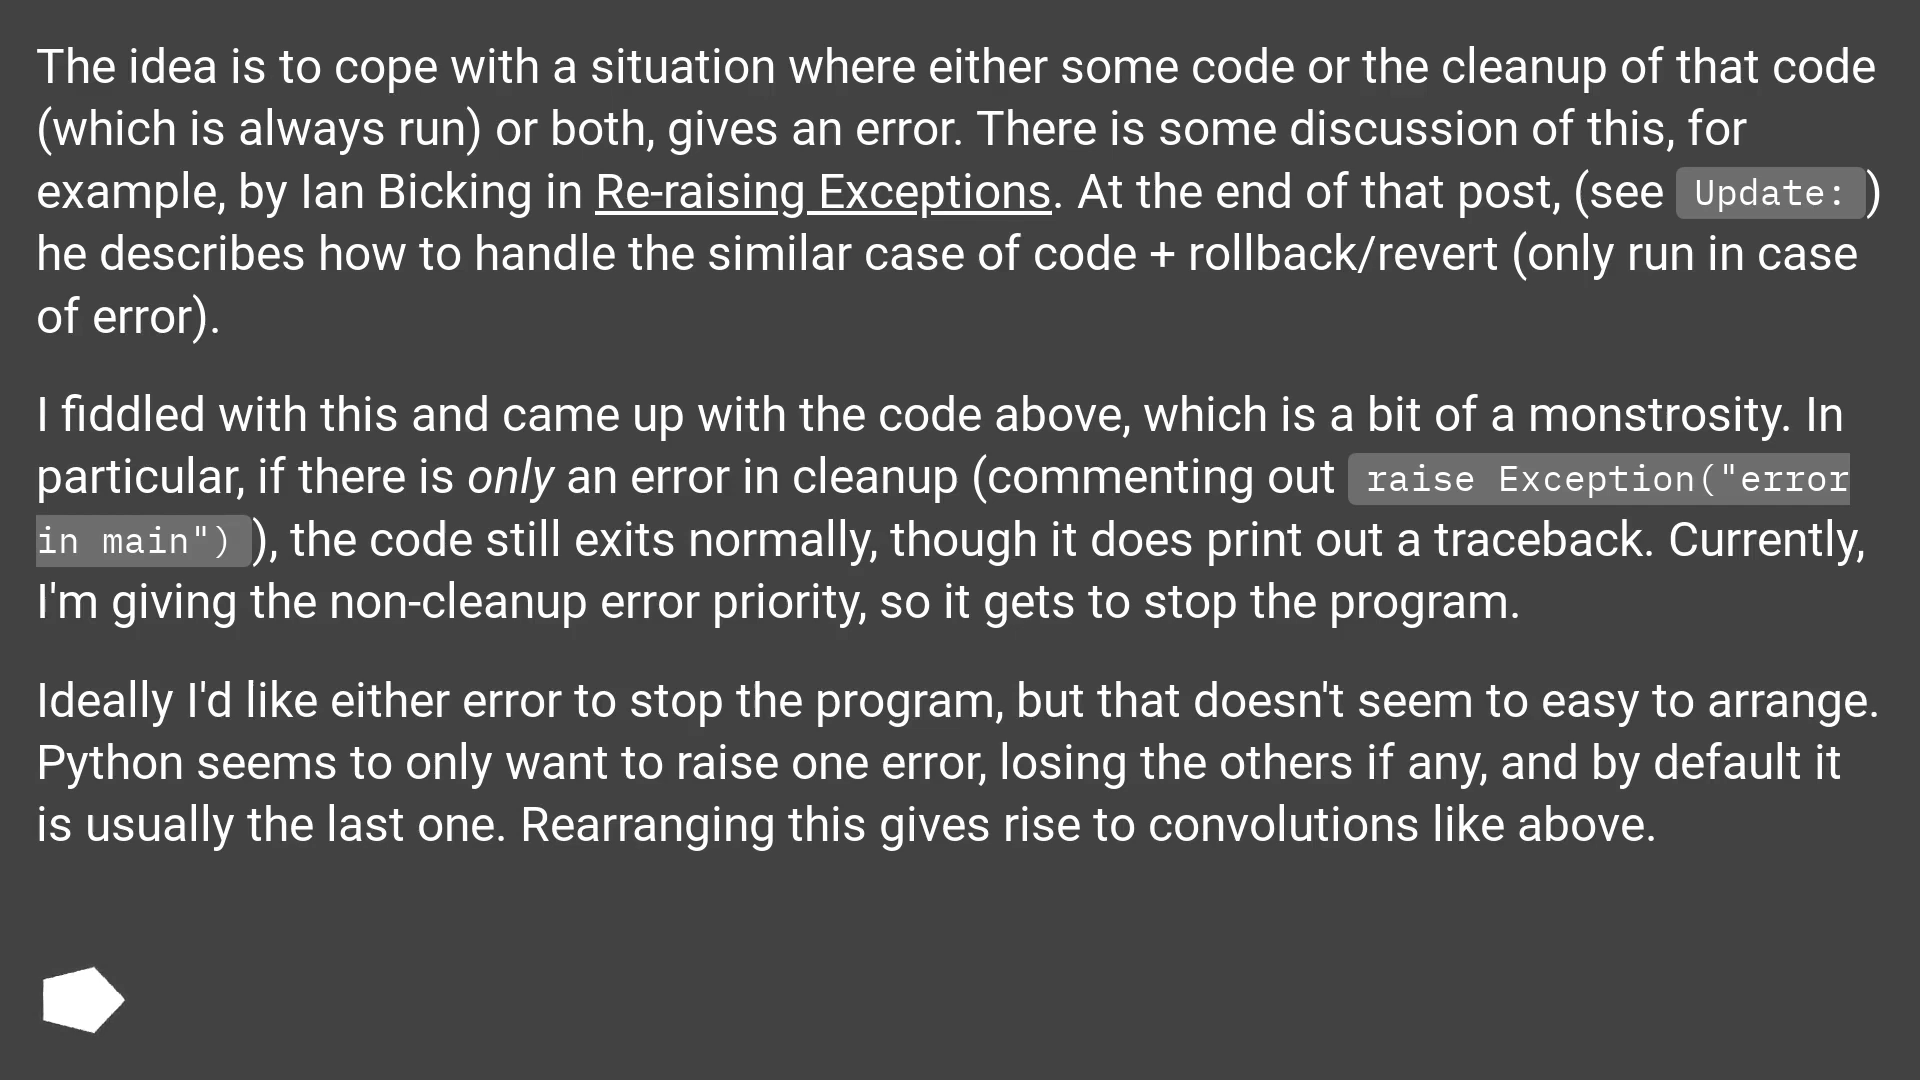 The idea is to cope with a situation where either some code or the cleanup of that code
(which is always run) or both, gives an error. There is some discussion of this, for
example, by Ian Bicking in Re-raising Exceptions. At the end of that post, (see Update: )
he describes how to handle the similar case of code + rollback/revert (only run in case
of error).
I fiddled with this and came up with the code above, which is a bit of a monstrosity. In
particular, if there is only an error in cleanup (commenting out raise Exception("error
in main") ), the code still exits normally, though it does print out a traceback. Currently,
I'm giving the non-cleanup error priority, so it gets to stop the program.
Ideally I'd like either error to stop the program, but that doesn't seem to easy to arrange.
Python seems to only want to raise one error, losing the others if any, and by default it
is usually the last one. Rearranging this gives rise to convolutions like above.